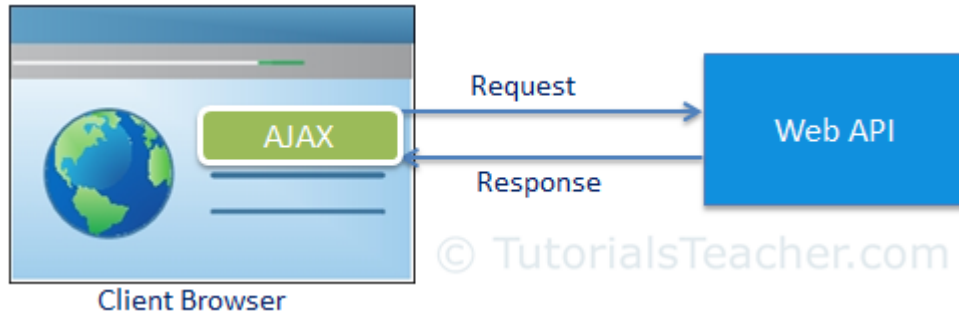 Request
AJAX
Web API
Response
© TutorialsTeacher.com
Client Browser